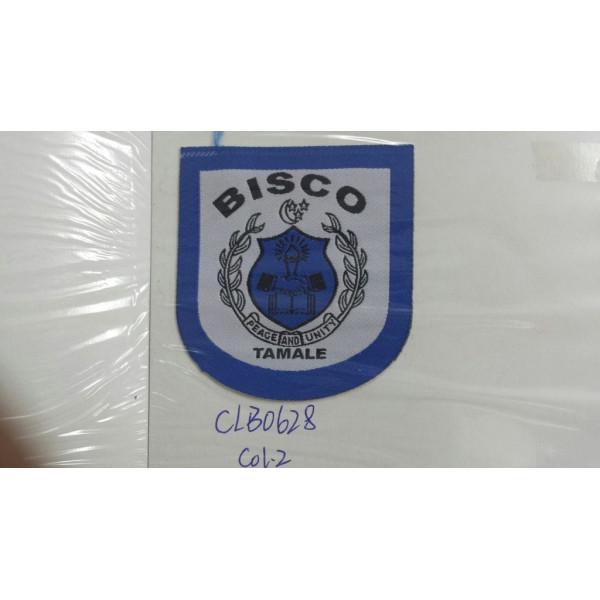 BISCO
PEACE AND UNITY
TAMALE
CLB0628
Col-2